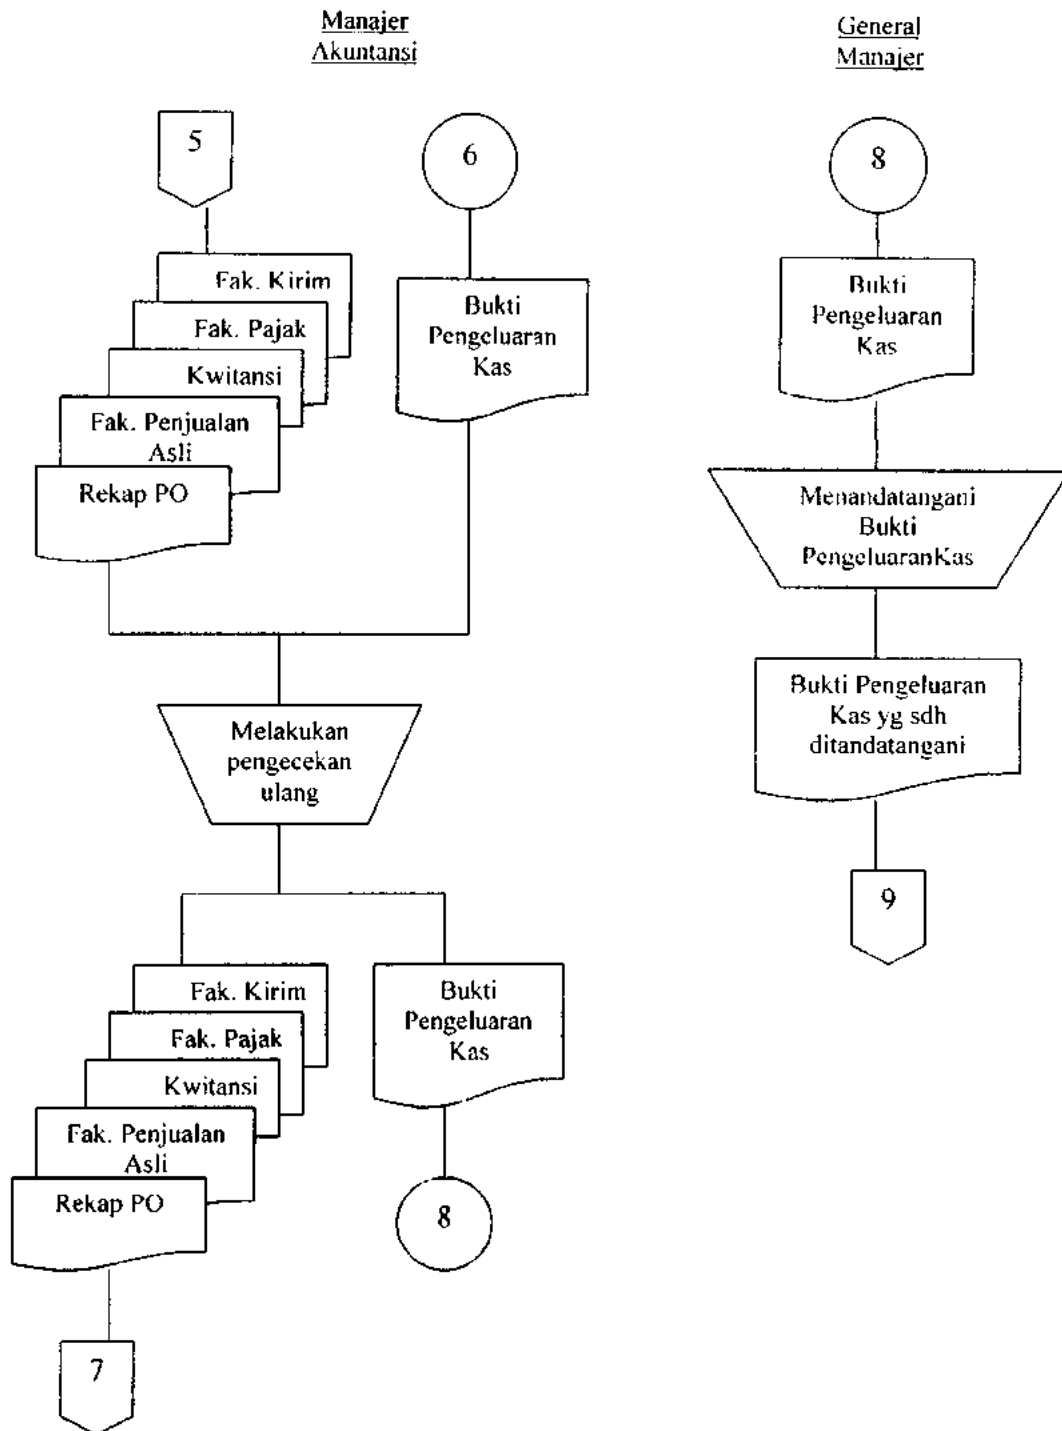 Manajer
Akuntansi
5
6
Fak. Kirim
Fak. Pajak
Kwitansi
Fak. Penjualan
Asli
Rekap PO
Bukti
Pengeluaran
Kas
Melakukan
pengecekan
ulang
Fak. Kirim
Fak. Pajak
Kwitansi
Fak. Penjualan
Asli
Rekap PO
7
Bukti
Pengeluaran
Kas
8
General
Manajer
8
Bukti
Pengeluaran
Kas
Menandatangani
Bukti
PengeluaranKas
Bukti Pengeluaran
Kas yg sdh
ditandatangani
9